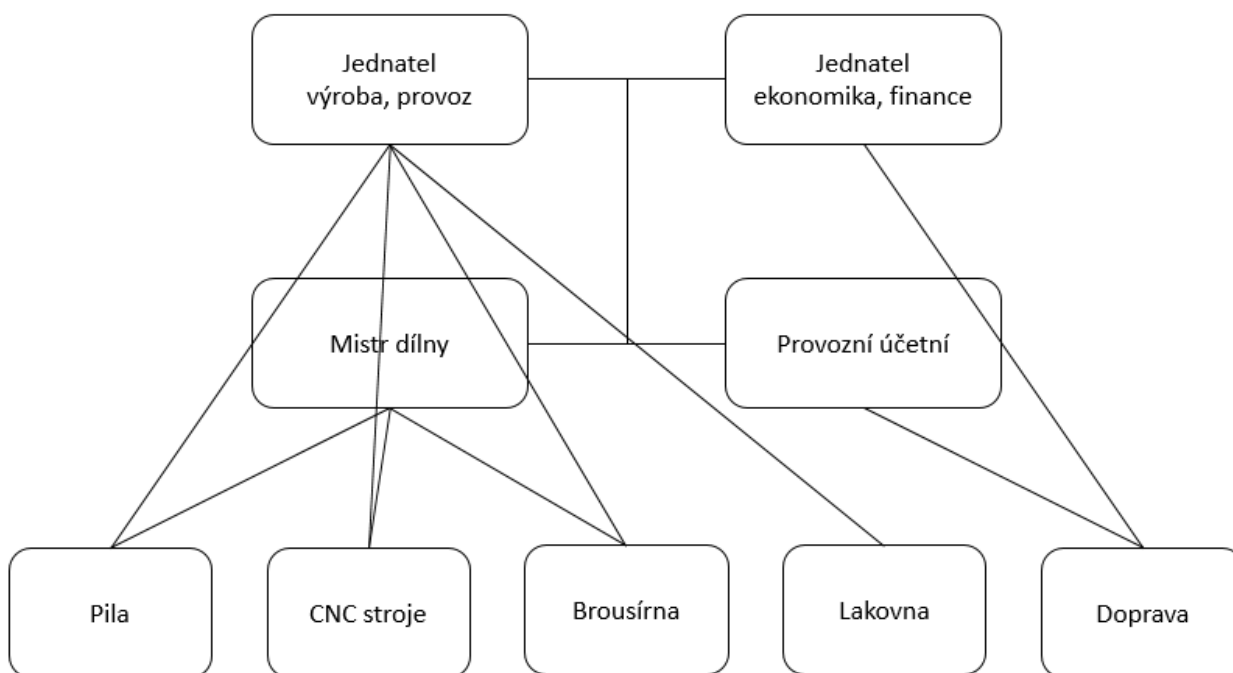 Jednatel
výroba, provoz
Jednatel
ekonomika, finance
Mistr dílny
Provozní účetní
Pila
CNC stroje
Brousírna
Lakovna
Doprava